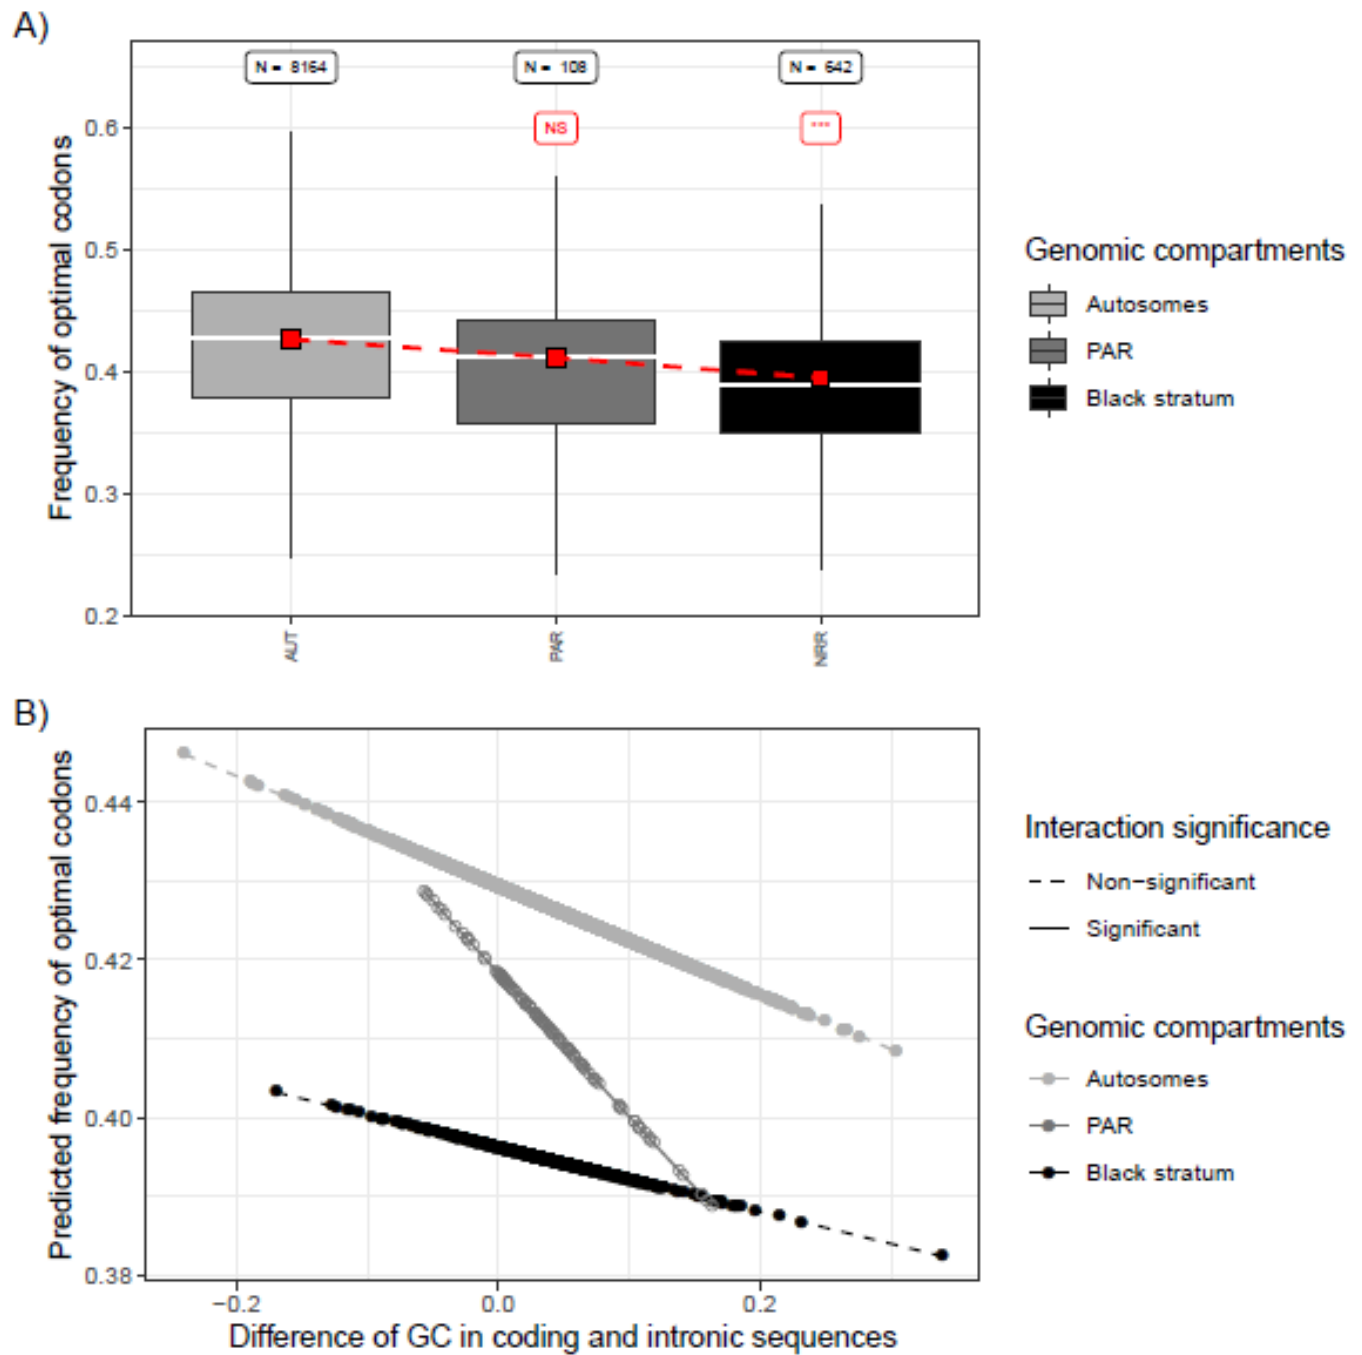 A)
N = 8164
N = 108
N = 642
NS
***
Frequency of optimal codons
0.6
0.5
0.4
0.3
0.2
AUT
PAR
NRR
Genomic compartments
Autosomes
PAR
Black stratum
B)
Predicted frequency of optimal codons
0.44
0.42
0.40
0.38
−0.2
0.0
0.2
Difference of GC in coding and intronic sequences
Interaction significance
Non−significant
Significant
Genomic compartments
Autosomes
PAR
Black stratum